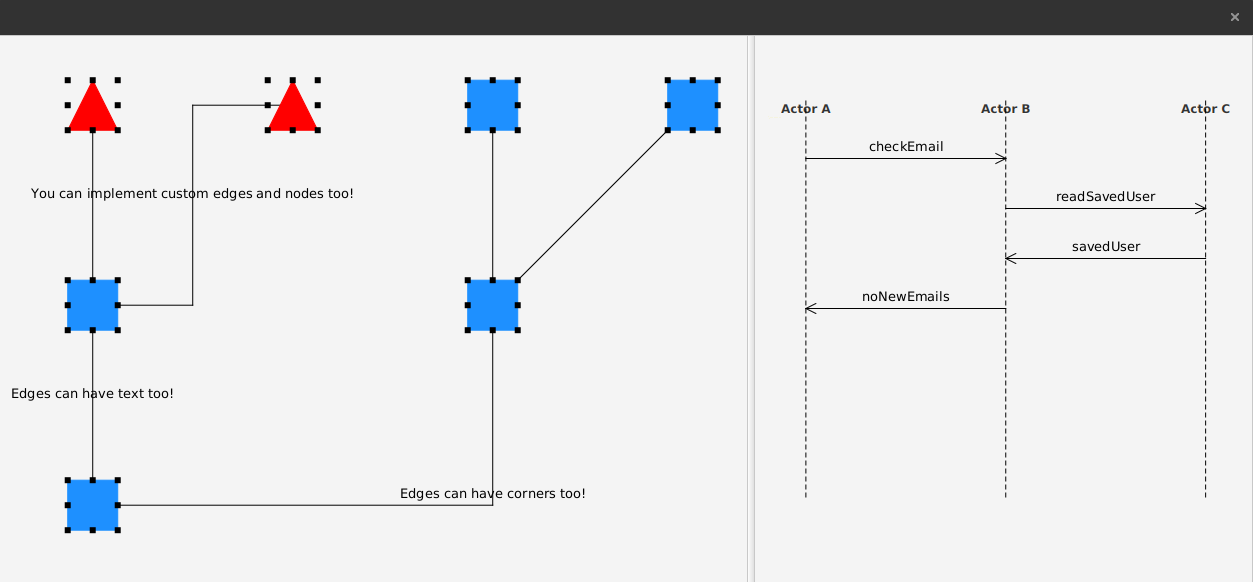 You can implement custom edges and nodes too!
Edges can have text too!
Edges can have corners too!
Actor A
Actor B
Actor C
checkEmail
readSavedUser
savedUser
noNewEmails